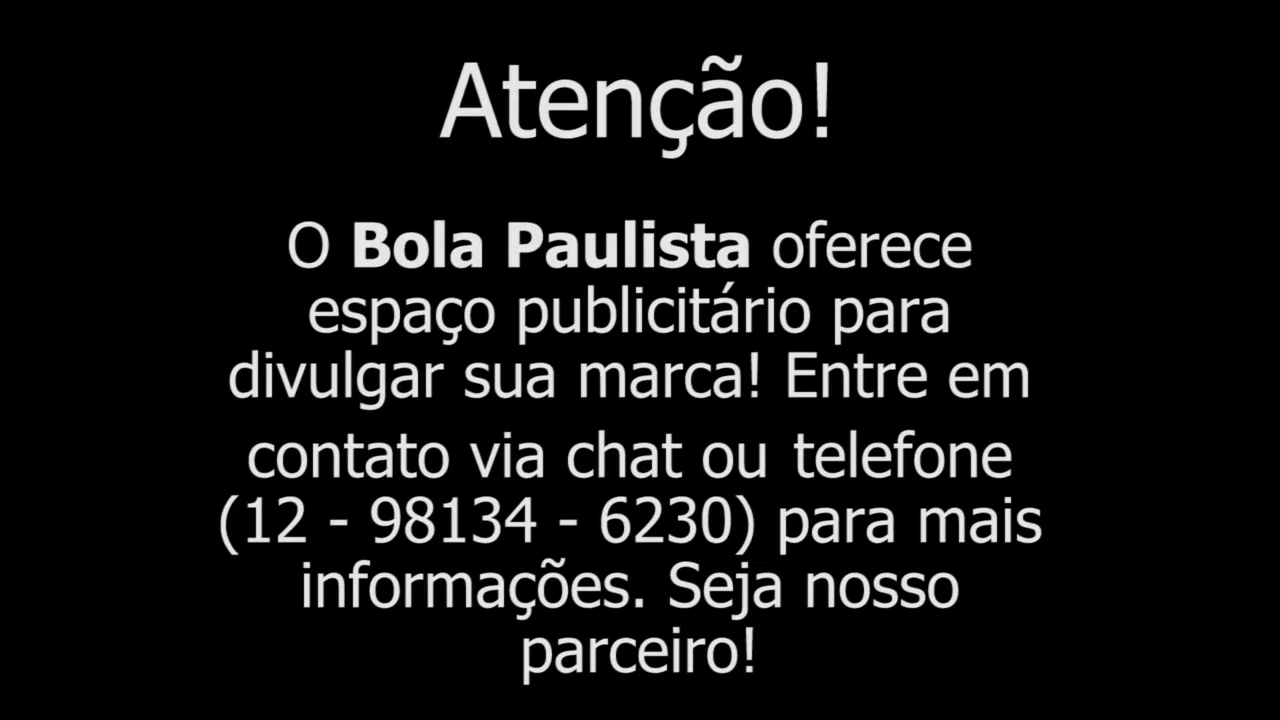 Atenção!
O Bola Paulista oferece
espaço publicitário para
divulgar sua marca! Entre em
contato via chat ou telefone
(12 - 98134 - 6230) para mais
informações. Seja nosso
parceiro!